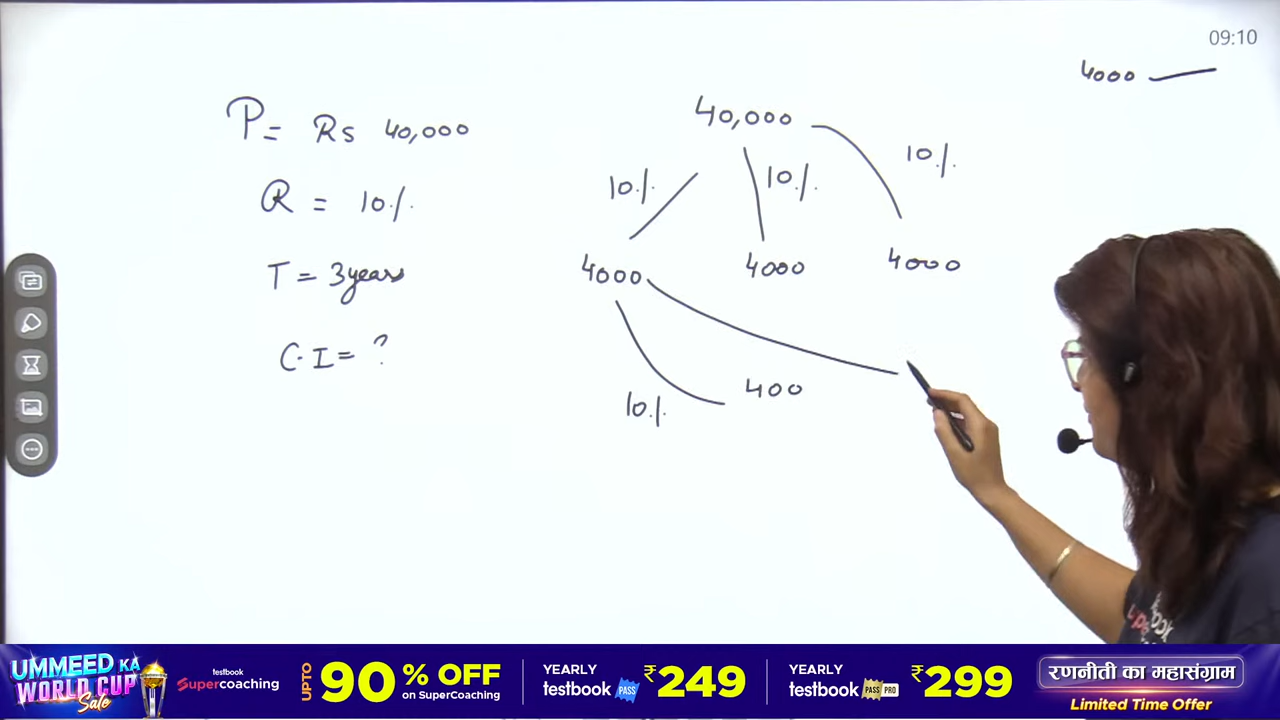 09:10
4000
P = Rs 40,000
R = 10%
T = 3years
C.I = ?
40,000
10% 10% 10%
4000 4000 4000
10% 400
UMMEED KA
WORLD CUP
Sale
testbook
Supercoaching
UPTO 90% OFF
on SuperCoaching
YEARLY
testbook PASS ₹249
YEARLY
testbook PASS PRO ₹299
रणनीती का महासंग्राम
Limited Time Offer